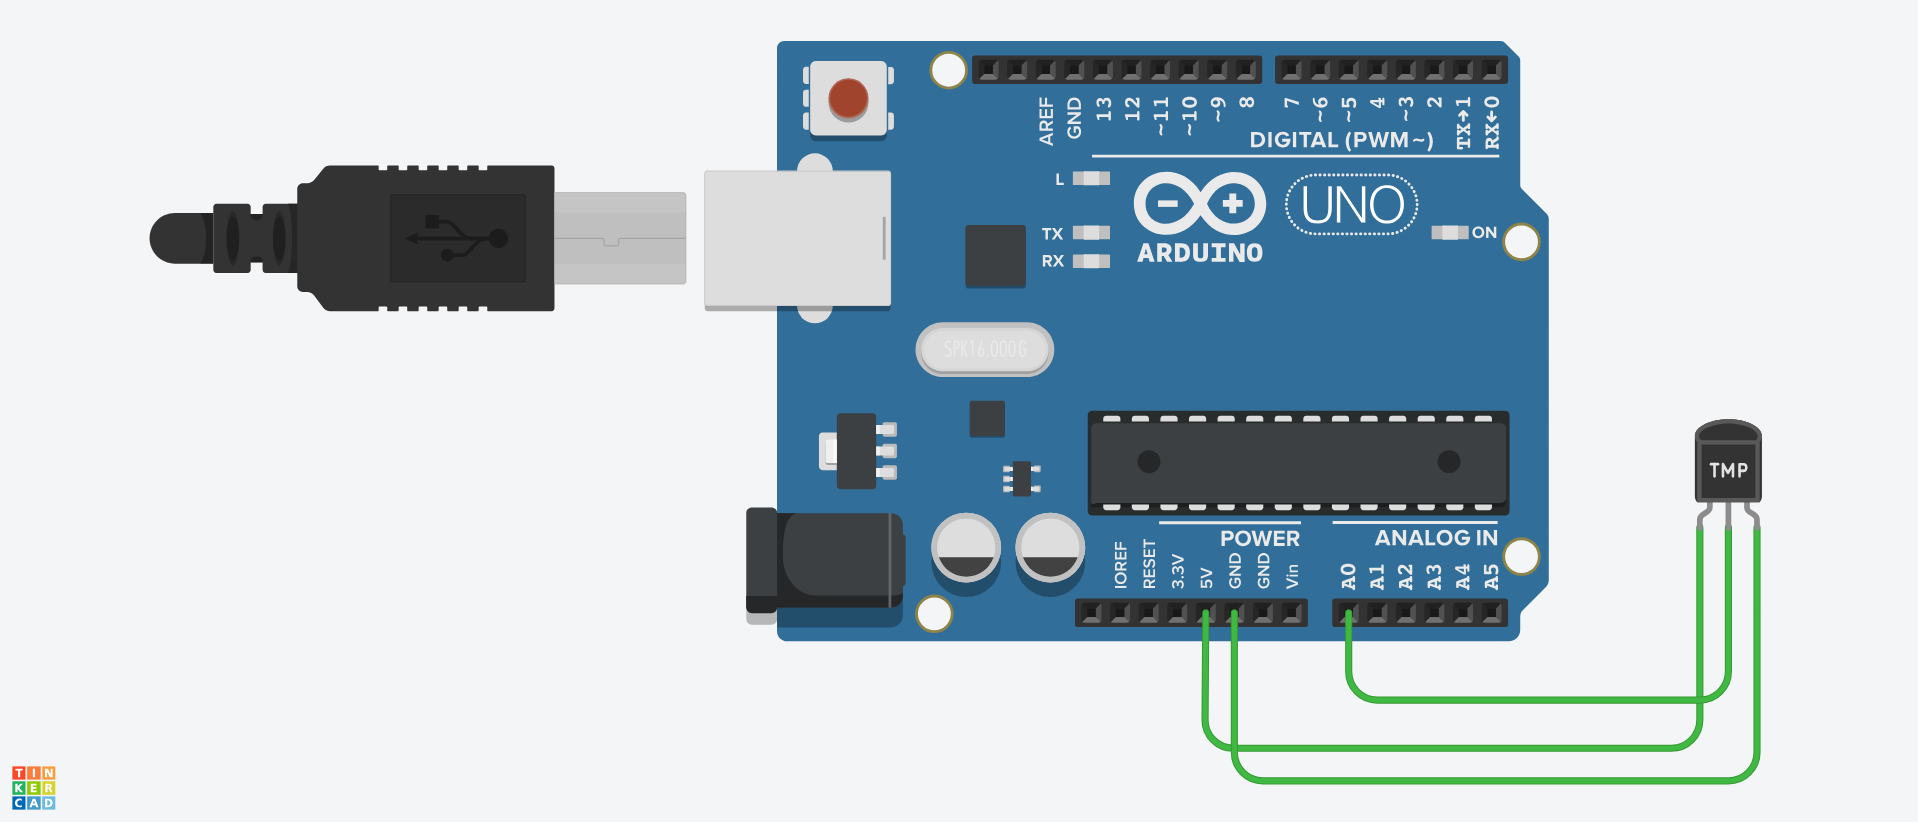 AREF
GND
13
12
~11
~10
~9
8
7
~6
~5
4
~3
2
TX→1
RX←0
DIGITAL (PWM~)
L
TX
RX
ARDUINO
UNO
ON
SPK16.000G
TMP
POWER
ANALOG IN
IOREF
RESET
3.3V
5V
GND
GND
Vin
A0
A1
A2
A3
A4
A5
TIN
KER
CAD